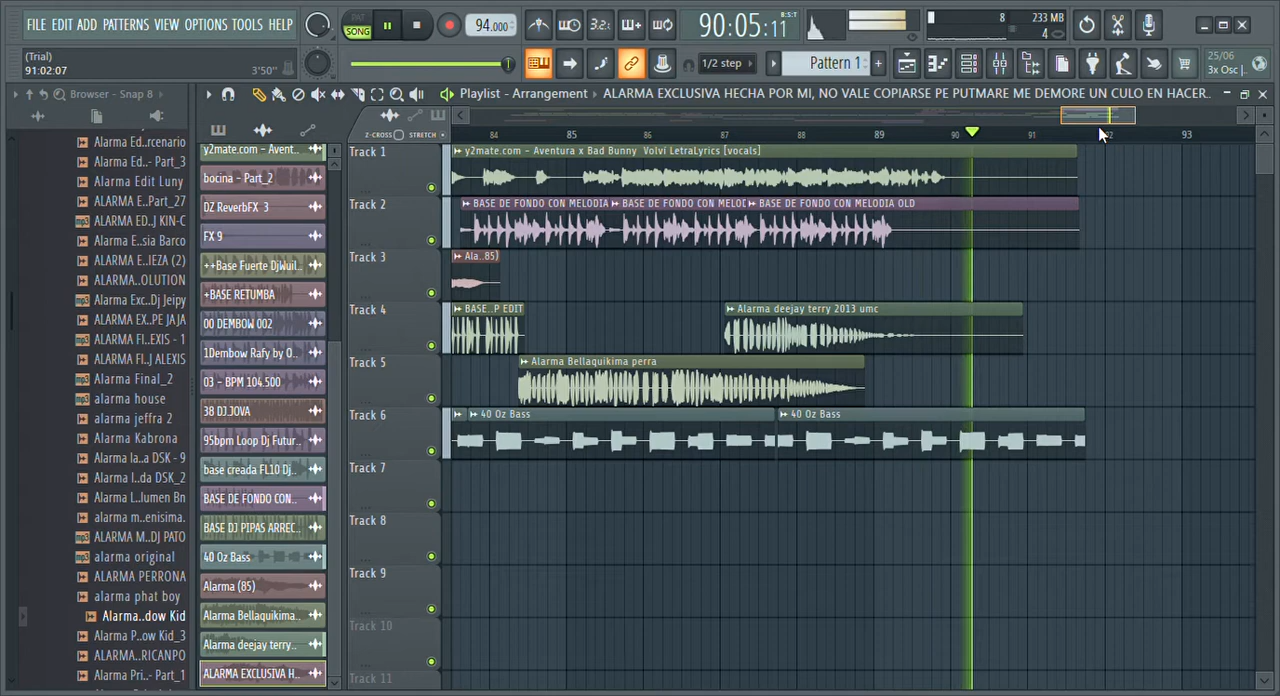 FILE EDIT ADD PATTERNS VIEW OPTIONS TOOLS HELP
PAT
SONG
94.000
3.2:
90:05:11
B:S:T
8
233 MB
4
(Trial)
91:02:07
3'50"
1/2 step
Pattern 1
25/06
3x Osc |
Browser - Snap 8
Playlist - Arrangement ▸ ALARMA EXCLUSIVA HECHA POR MI, NO VALE COPIARSE PE PUTMARE ME DEMORE UN CULO EN HACER..
Z-CROSS
STRETCH
84 85 86 87 88 89 90 91 92 93
Alarma Ed..rcenario
Alarma Ed..- Part_3
Alarma Edit Luny
ALARMA E..Part_27
ALARMA ED..J KIN-C
Alarma E..sia Barco
ALARMA E..IEZA (2)
ALARMA...OLUTION
Alarma Exc..Dj Jeipy
ALARMA EX..PE JAJA
ALARMA FI..EXIS - 1
ALARMA FI..J ALEXIS
Alarma Final_2
alarma house
alarma jeffra 2
Alarma Kabrona
Alarma la..a DSK - 9
Alarma l..da DSK_2
Alarma L..lumen Bn
alarma m..enisima.
ALARMA M..DJ PATO
alarma original
ALARMA PERRONA
alarma phat boy
Alarma..dow Kid
Alarma P..ow Kid_3
ALARMA..RICANPO
Alarma Pri..- Part_1
y2mate.com - Avent..
bocina - Part_2
DZ ReverbFX 3
FX 9
++Base Fuerte DjWuil..
+BASE RETUMBA
00 DEMBOW 002
1Dembow Rafy by O..
03 - BPM 104.500
38 DJ.JOVA
95bpm Loop Dj Futur..
base creada FL10 Dj..
BASE DE FONDO CON..
BASE DJ PIPAS ARREC..
40 Oz Bass
Alarma (85)
Alarma Bellaquikima..
Alarma deejay terry..
ALARMA EXCLUSIVA H..
Track 1
y2mate.com - Aventura x Bad Bunny Volví LetraLyrics [vocals]
Track 2
BASE DE FONDO CON MELODIA
BASE DE FONDO CON MELOD
BASE DE FONDO CON MELODIA OLD
Track 3
Ala..85)
Track 4
BASE..P EDIT
Alarma deejay terry 2013 umc
Track 5
Alarma Bellaquikima perra
Track 6
40 Oz Bass
40 Oz Bass
Track 7
Track 8
Track 9
Track 10
Track 11